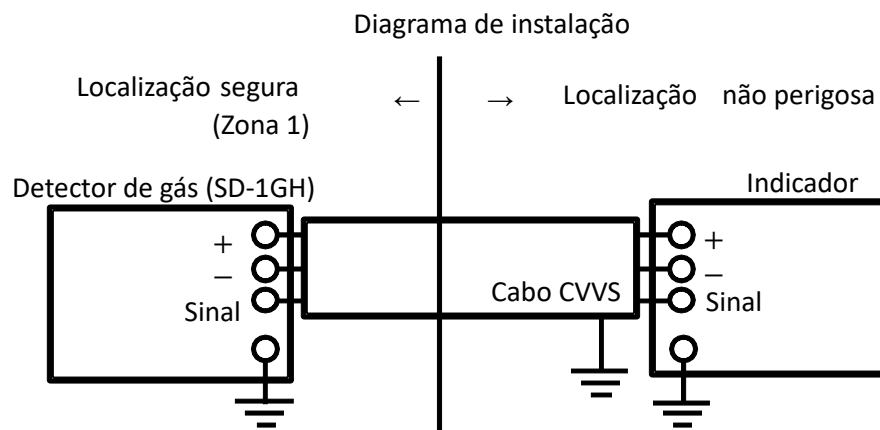 Diagrama de instalação
Localização segura
(Zona 1)
← →
Localização não perigosa
Detector de gás (SD-1GH)
Indicador
+
−
Sinal
Cabo CVVS
+
−
Sinal